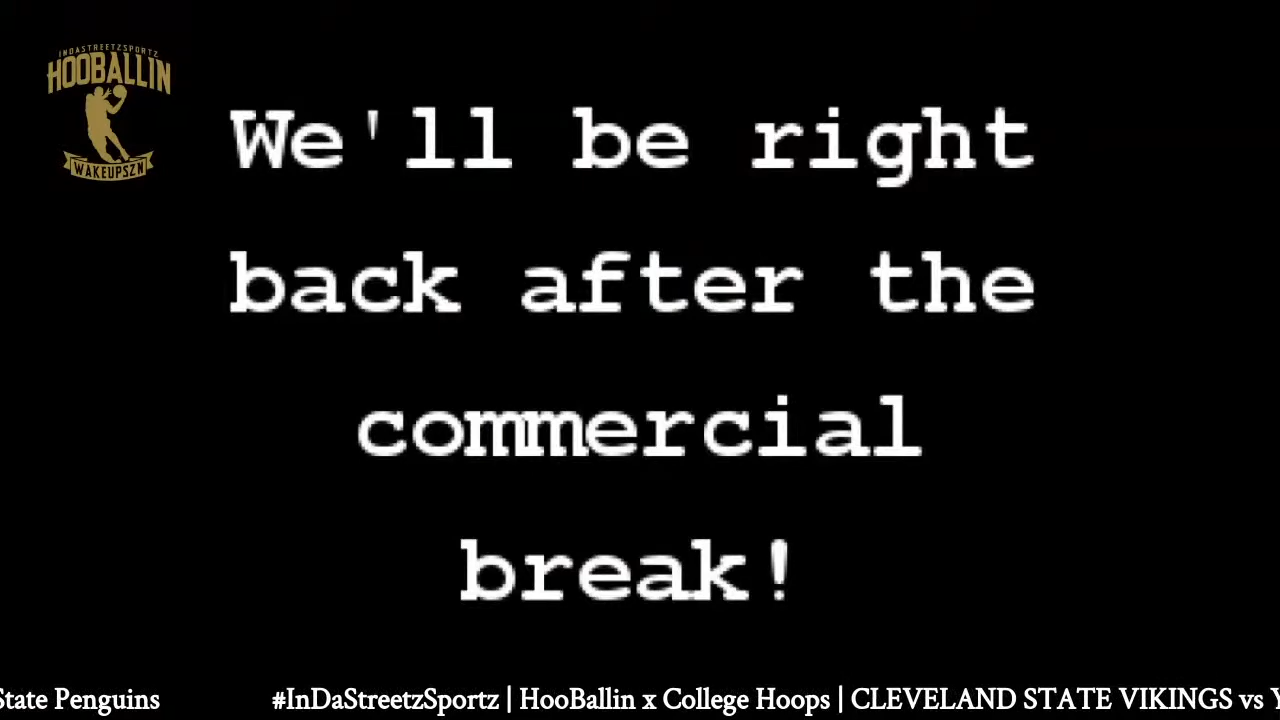 INDASTREETZSPORTZ
HOOBALLIN
WAKEUPSZN
We'll be right
back after the
commercial
break!
State Penguins #InDaStreetzSportz | HooBallin x College Hoops | CLEVELAND STATE VIKINGS vs Y